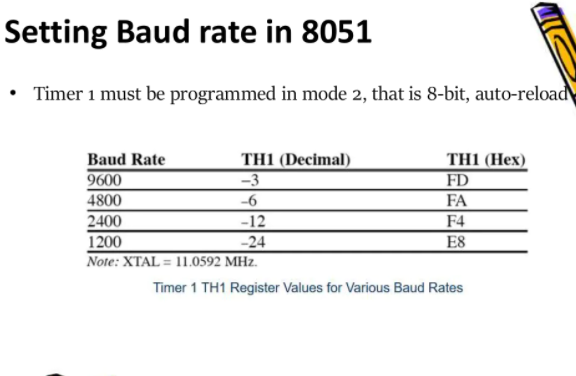 Setting Baud rate in 8051
• Timer 1 must be programmed in mode 2, that is 8-bit, auto-reload
Baud Rate TH1 (Decimal) TH1 (Hex)
9600 –3 FD
4800 –6 FA
2400 –12 F4
1200 –24 E8
Note: XTAL = 11.0592 MHz.
Timer 1 TH1 Register Values for Various Baud Rates